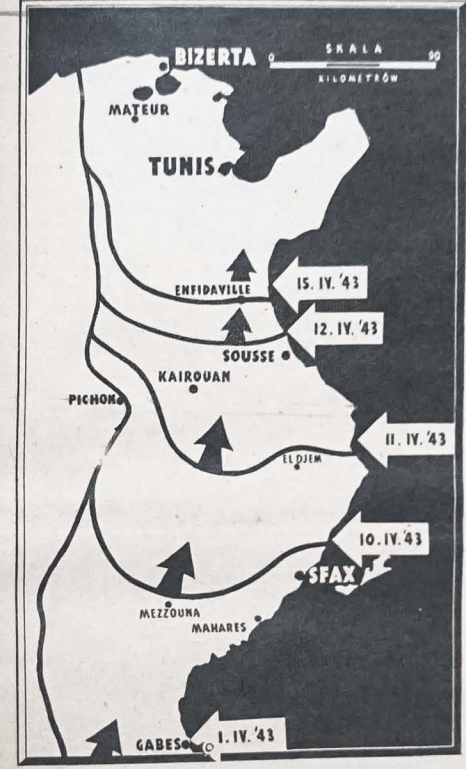 SKALA
BIZERTA
0 90
KILOMETRÓW
MATEUR
TUNIS
ENFIDAVILLE
15. IV. '43
12. IV. '43
SOUSSE
KAIROUAN
PICHON
11. IV. '43
EL DJEM
10. IV. '43
SFAX
MEZZOUNA
MAHARES
GABES
1. IV. '43